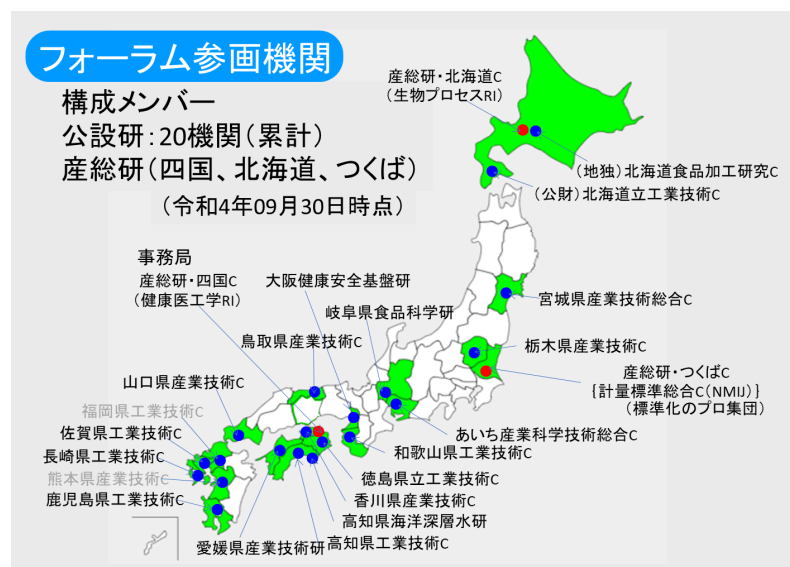 フォーラム参画機関
構成メンバー
公設研：20機関（累計）
産総研（四国、北海道、つくば）
（令和4年09月30日時点）
産総研・北海道C
（生物プロセスRI）
（地独）北海道食品加工研究C
（公財）北海道立工業技術C
事務局
産総研・四国C
（健康医工学RI）
大阪健康安全基盤研
岐阜県食品科学研
宮城県産業技術総合C
鳥取県産業技術C
栃木県産業技術C
産総研・つくばC
{計量標準総合C（NMIJ）}
（標準化のプロ集団）
山口県産業技術C
福岡県工業技術C
佐賀県工業技術C
長崎県工業技術C
熊本県産業技術C
鹿児島県工業技術C
あいち産業科学技術総合C
和歌山県工業技術C
徳島県立工業技術C
香川県産業技術C
高知県海洋深層水研
愛媛県産業技術研
高知県工業技術C